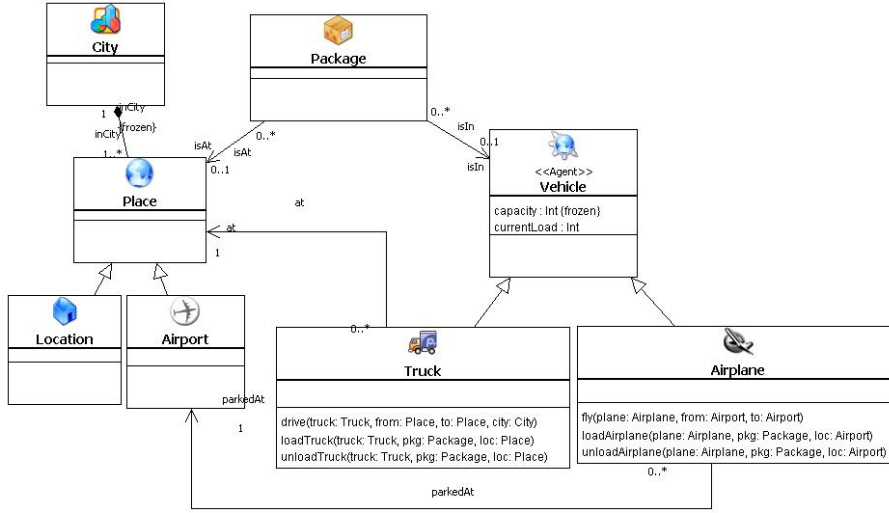 City
Package
1
inCity
{frozen}
inCity
1..*
0..*
isAt
isAt
0..1
0..*
isIn
0..1
isIn
Place
<<Agent>>
Vehicle
capacity : Int {frozen}
currentLoad : Int
at
at
1
Location
Airport
0..*
Truck
drive(truck: Truck, from: Place, to: Place, city: City)
loadTruck(truck: Truck, pkg: Package, loc: Place)
unloadTruck(truck: Truck, pkg: Package, loc: Place)
Airplane
fly(plane: Airplane, from: Airport, to: Airport)
loadAirplane(plane: Airplane, pkg: Package, loc: Airport)
unloadAirplane(plane: Airplane, pkg: Package, loc: Airport)
parkedAt
1
0..*
parkedAt